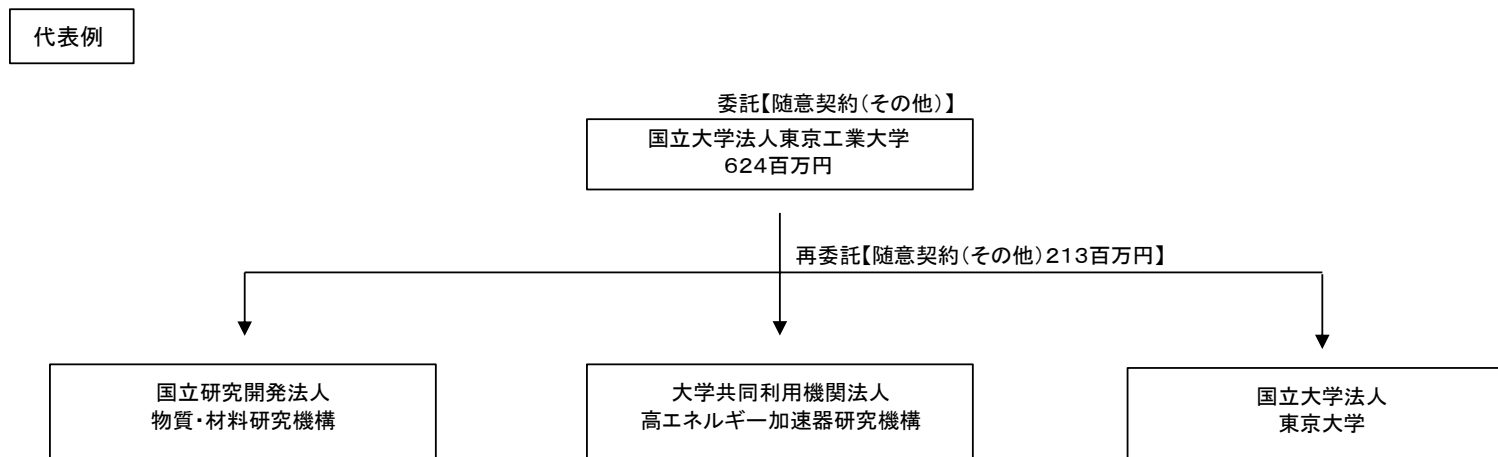 代表例
委託【随意契約(その他)】
国立大学法人東京工業大学
624百万円
再委託【随意契約(その他)213百万円】
国立研究開発法人
物質・材料研究機構
大学共同利用機関法人
高エネルギー加速器研究機構
国立大学法人
東京大学